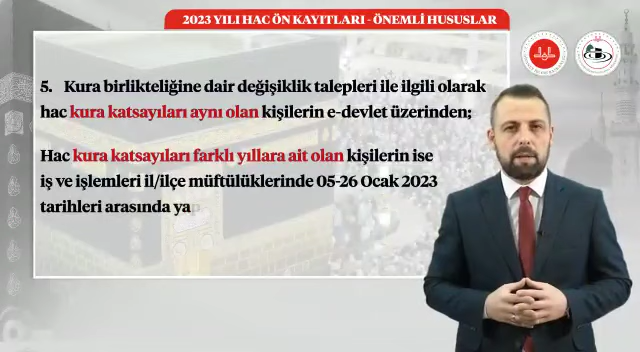 2023 YILI HAC ÖN KAYITLARI - ÖNEMLİ HUSUSLAR
5. Kura birlikteliğine dair değişiklik talepleri ile ilgili olarak
hac kura katsayıları aynı olan kişilerin e-devlet üzerinden;
Hac kura katsayıları farklı yıllara ait olan kişilerin ise
iş ve işlemleri il/ilçe müftülüklerinde 05-26 Ocak 2023
tarihleri arasında yap